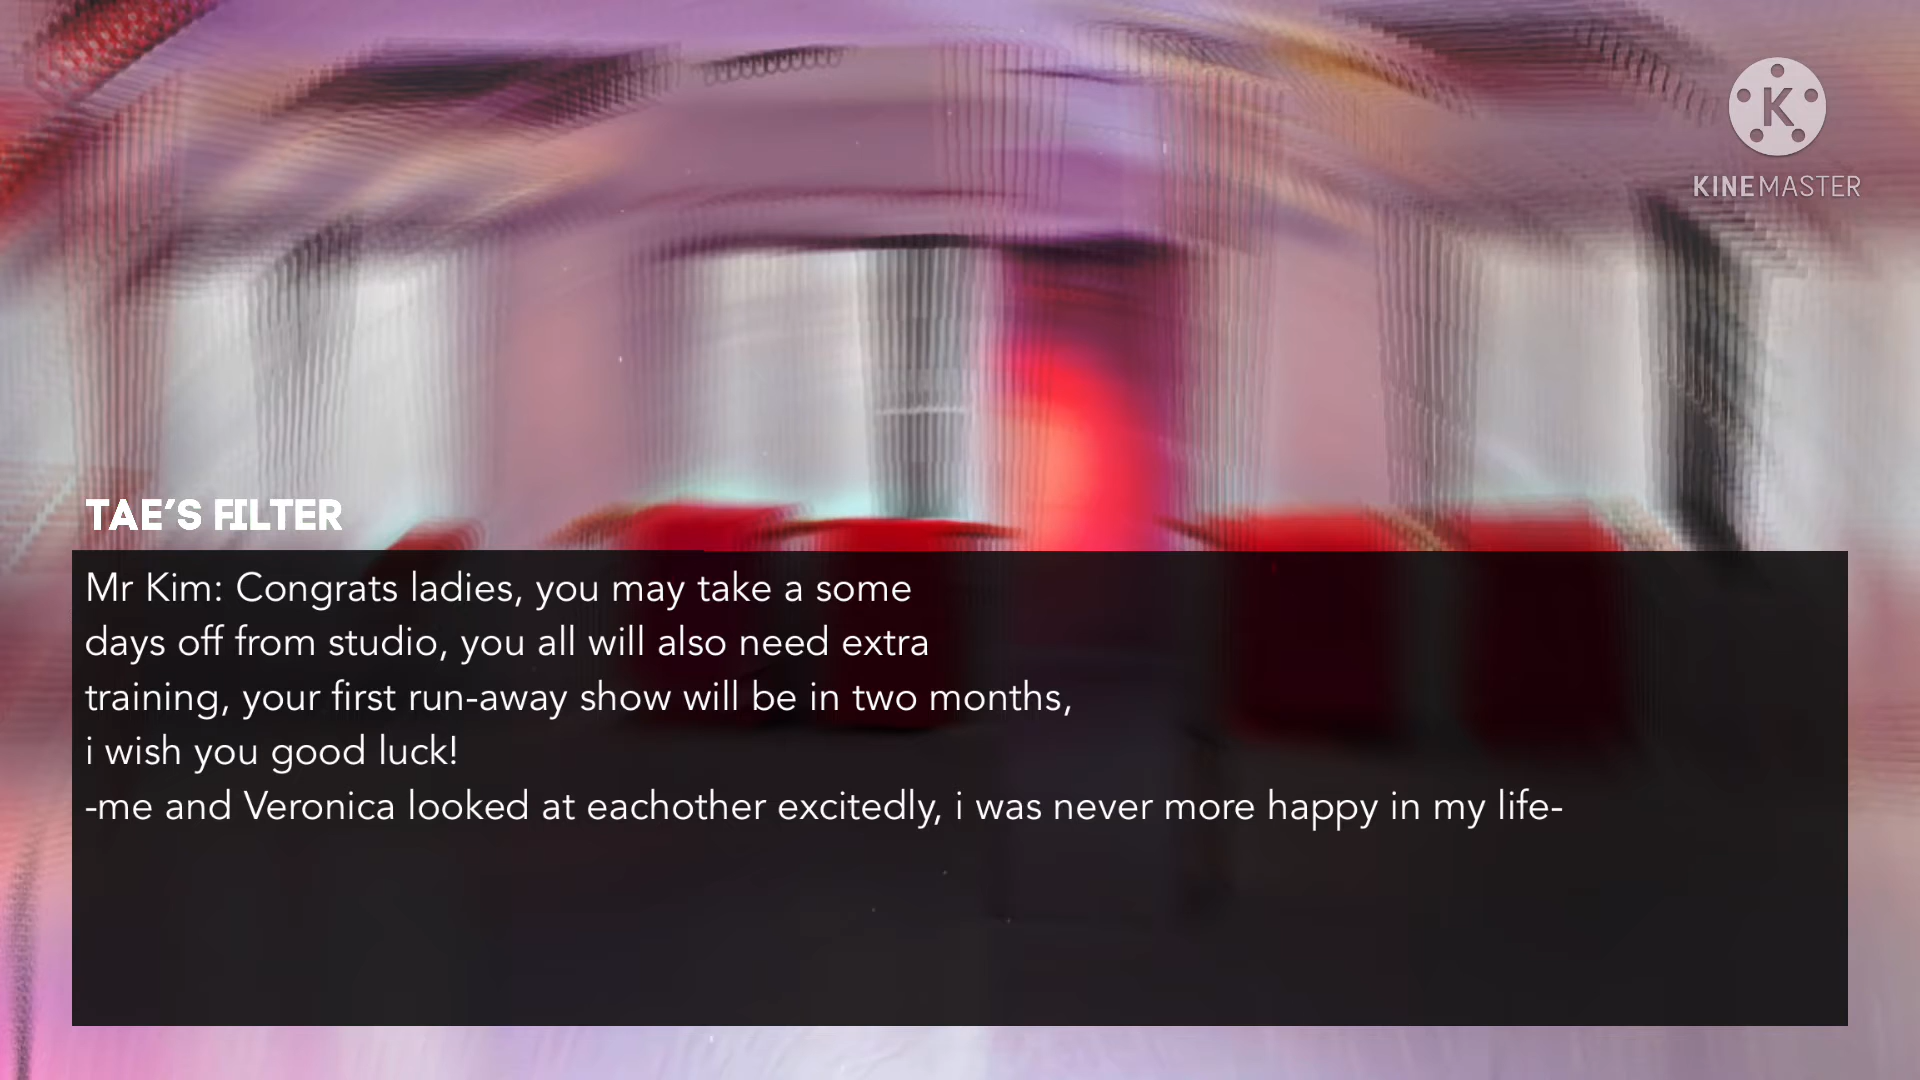 KINEMASTER
TAE'S FILTER
Mr Kim: Congrats ladies, you may take a some
days off from studio, you all will also need extra
training, your first run-away show will be in two months,
i wish you good luck!
-me and Veronica looked at eachother excitedly, i was never more happy in my life-